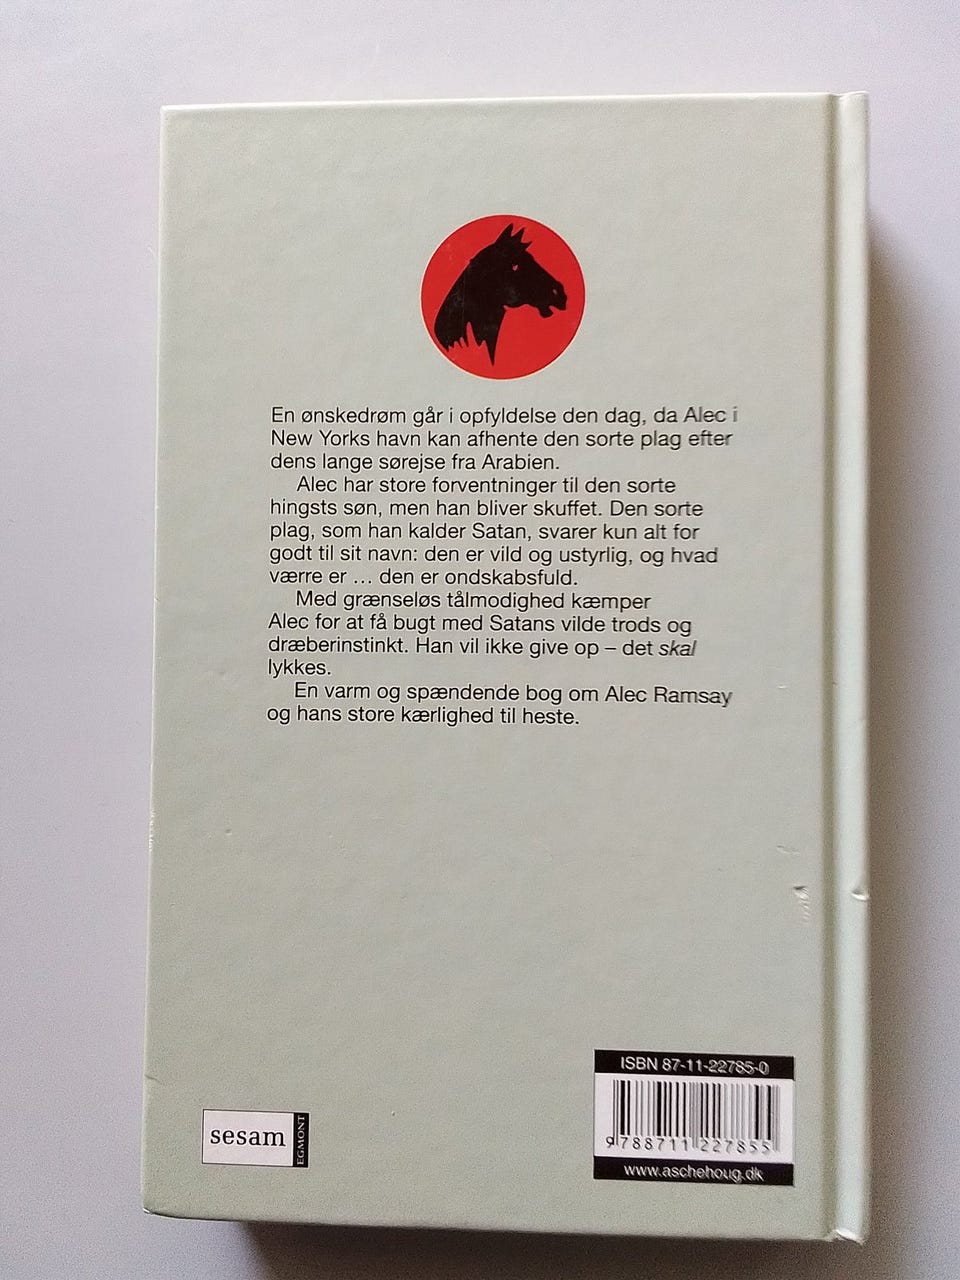 En ønskedrøm går i opfyldelse den dag, da Alec i
New Yorks havn kan afhente den sorte plag efter
dens lange sørejse fra Arabien.
Alec har store forventninger til den sorte
hingsts søn, men han bliver skuffet. Den sorte
plag, som han kalder Satan, svarer kun alt for
godt til sit navn: den er vild og ustyrlig, og hvad
værre er … den er ondskabsfuld.
Med grænseløs tålmodighed kæmper
Alec for at få bugt med Satans vilde trods og
dræberinstinkt. Han vil ikke give op – det skal
lykkes.
En varm og spændende bog om Alec Ramsay
og hans store kærlighed til heste.
sesam
EGMONT
ISBN 87-11-22785-0
9 788711 227855
www.aschehoug.dk